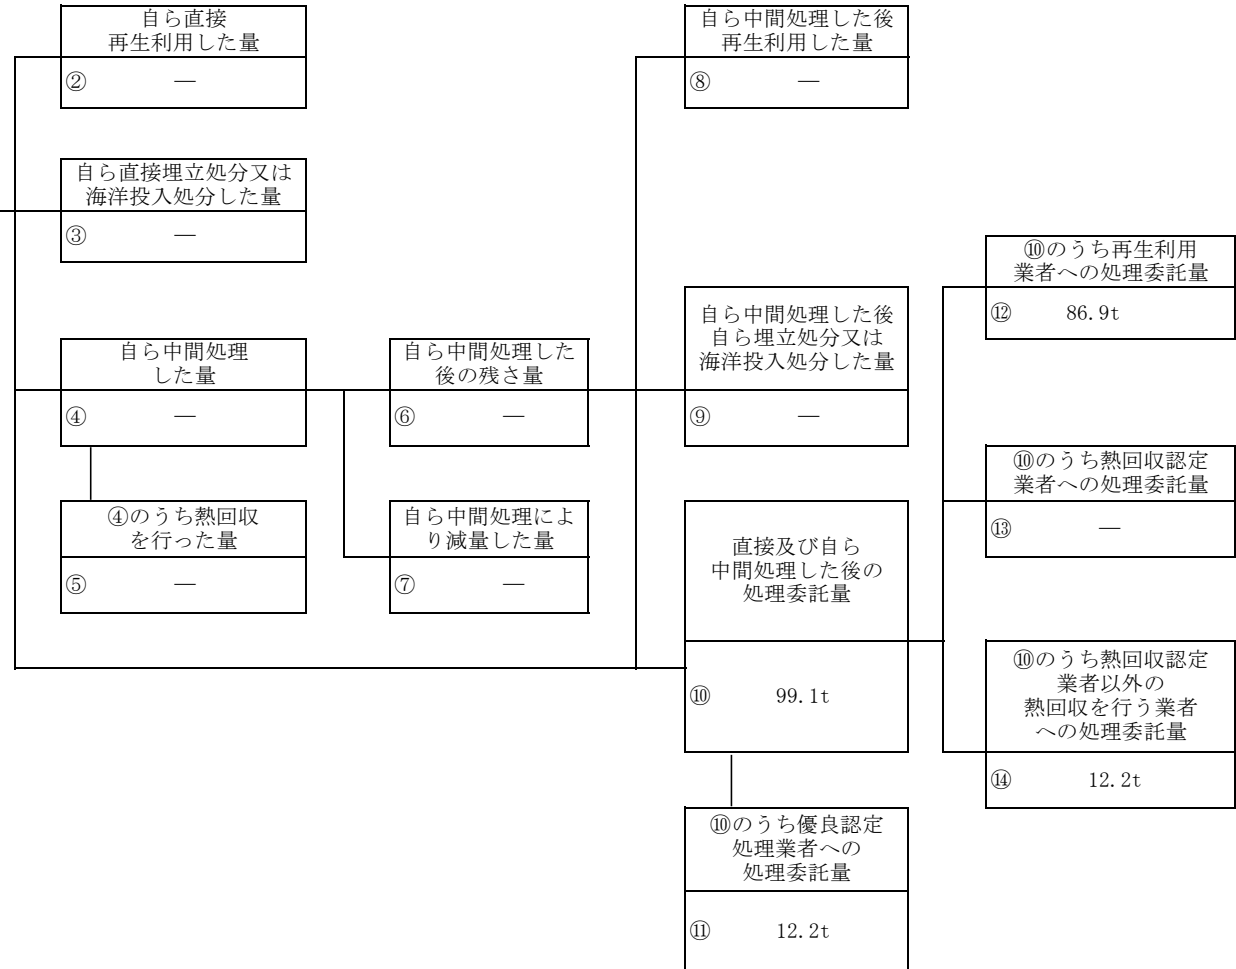 自ら直接
再生利用した量
② —
自ら直接埋立処分又は
海洋投入処分した量
③ —
自ら中間処理
した量
④ —
④のうち熱回収
を行った量
⑤ —
自ら中間処理した
後の残さ量
⑥ —
自ら中間処理によ
り減量した量
⑦ —
自ら中間処理した後
再生利用した量
⑧ —
自ら中間処理した後
自ら埋立処分又は
海洋投入処分した量
⑨ —
直接及び自ら
中間処理した後の
処理委託量
⑩ 99.1t
⑩のうち優良認定
処理業者への
処理委託量
⑪ 12.2t
⑩のうち再生利用
業者への処理委託量
⑫ 86.9t
⑩のうち熱回収認定
業者への処理委託量
⑬ —
⑩のうち熱回収認定
業者以外の
熱回収を行う業者
への処理委託量
⑭ 12.2t